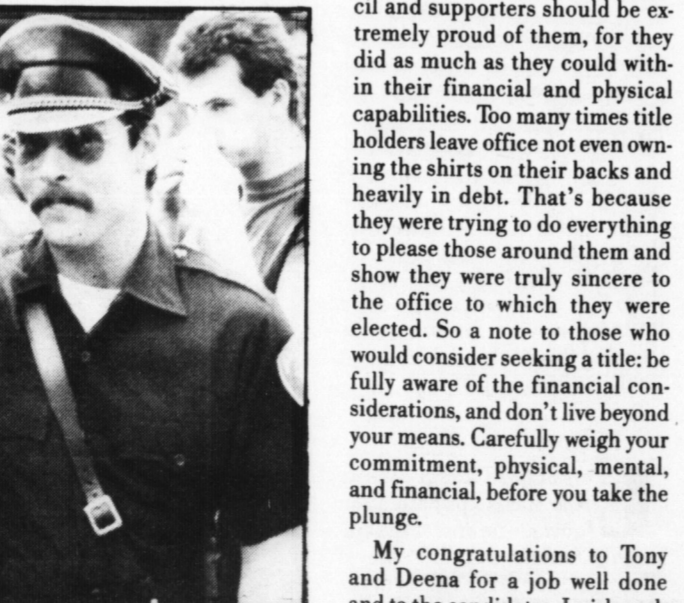 cil and supporters should be ex-
tremely proud of them, for they
did as much as they could with-
in their financial and physical
capabilities. Too many times title
holders leave office not even own-
ing the shirts on their backs and
heavily in debt. That's because
they were trying to do everything
to please those around them and
show they were truly sincere to
the office to which they were
elected. So a note to those who
would consider seeking a title: be
fully aware of the financial con-
siderations, and don't live beyond
your means. Carefully weigh your
commitment, physical, mental,
and financial, before you take the
plunge.
My congratulations to Tony
and Deena for a job well done